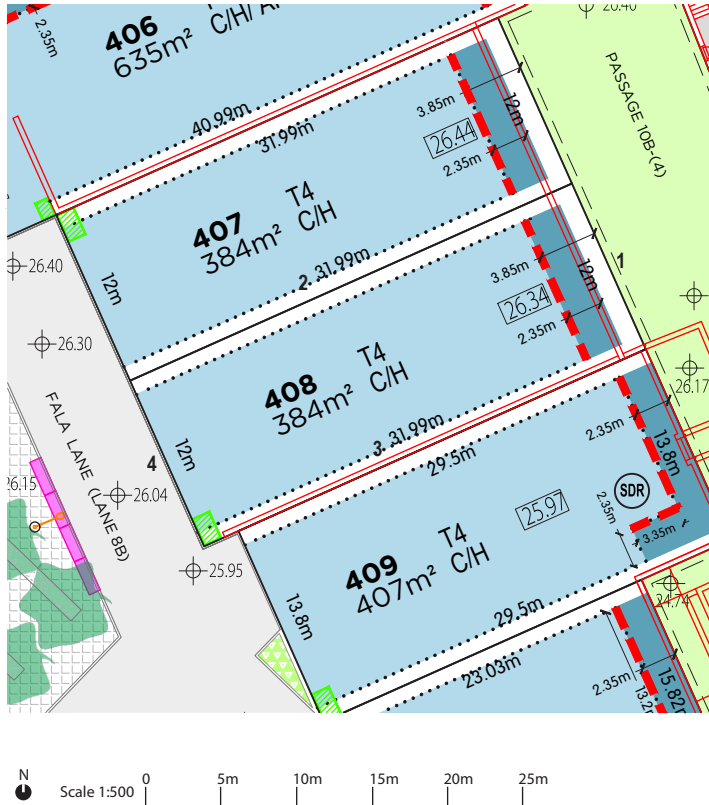 26.40
406
635m² C/H/
2.35m
40.99m
31.99m
3.85m
12m
26.44
2.35m
PASSAGE 10B-(4)
407 T4
384m² C/H
12m
2 31.99m
3.85m
12m
1
26.34
2.35m
26.40
26.30
408 T4
384m² C/H
12m
3 31.99m
29.5m
4
FALA LANE (LANE 8B)
26.15
26.04
25.95
26.17
2.35m
13.8m
SDR
2.35m
3.35m
25.97
409 T4
407m² C/H
13.8m
29.5m
23.03m
24.74
2.35m
15.82m
N
Scale 1:500
0 5m 10m 15m 20m 25m